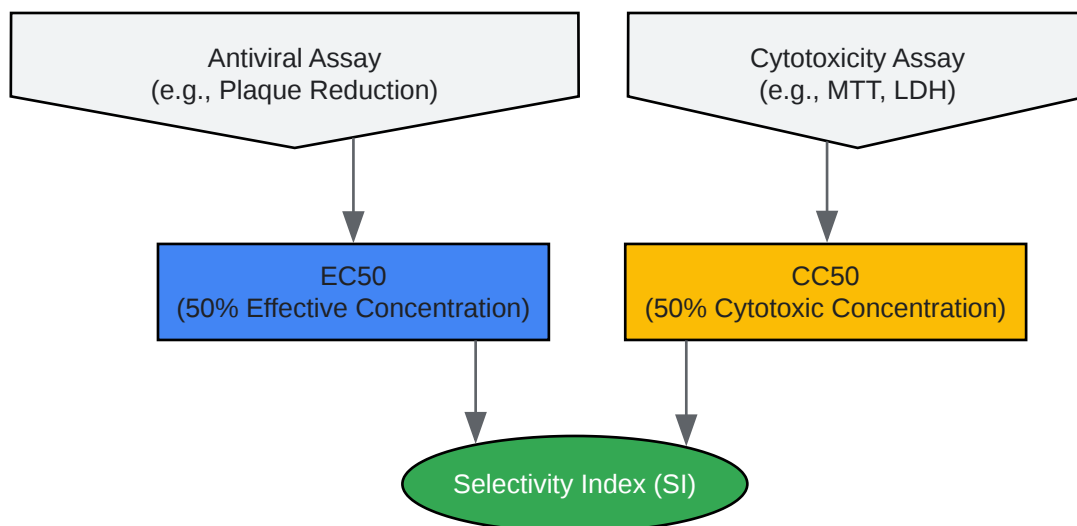 Antiviral Assay
(e.g., Plaque Reduction)
Cytotoxicity Assay
(e.g., MTT, LDH)
EC50
(50% Effective Concentration)
CC50
(50% Cytotoxic Concentration)
Selectivity Index (SI)